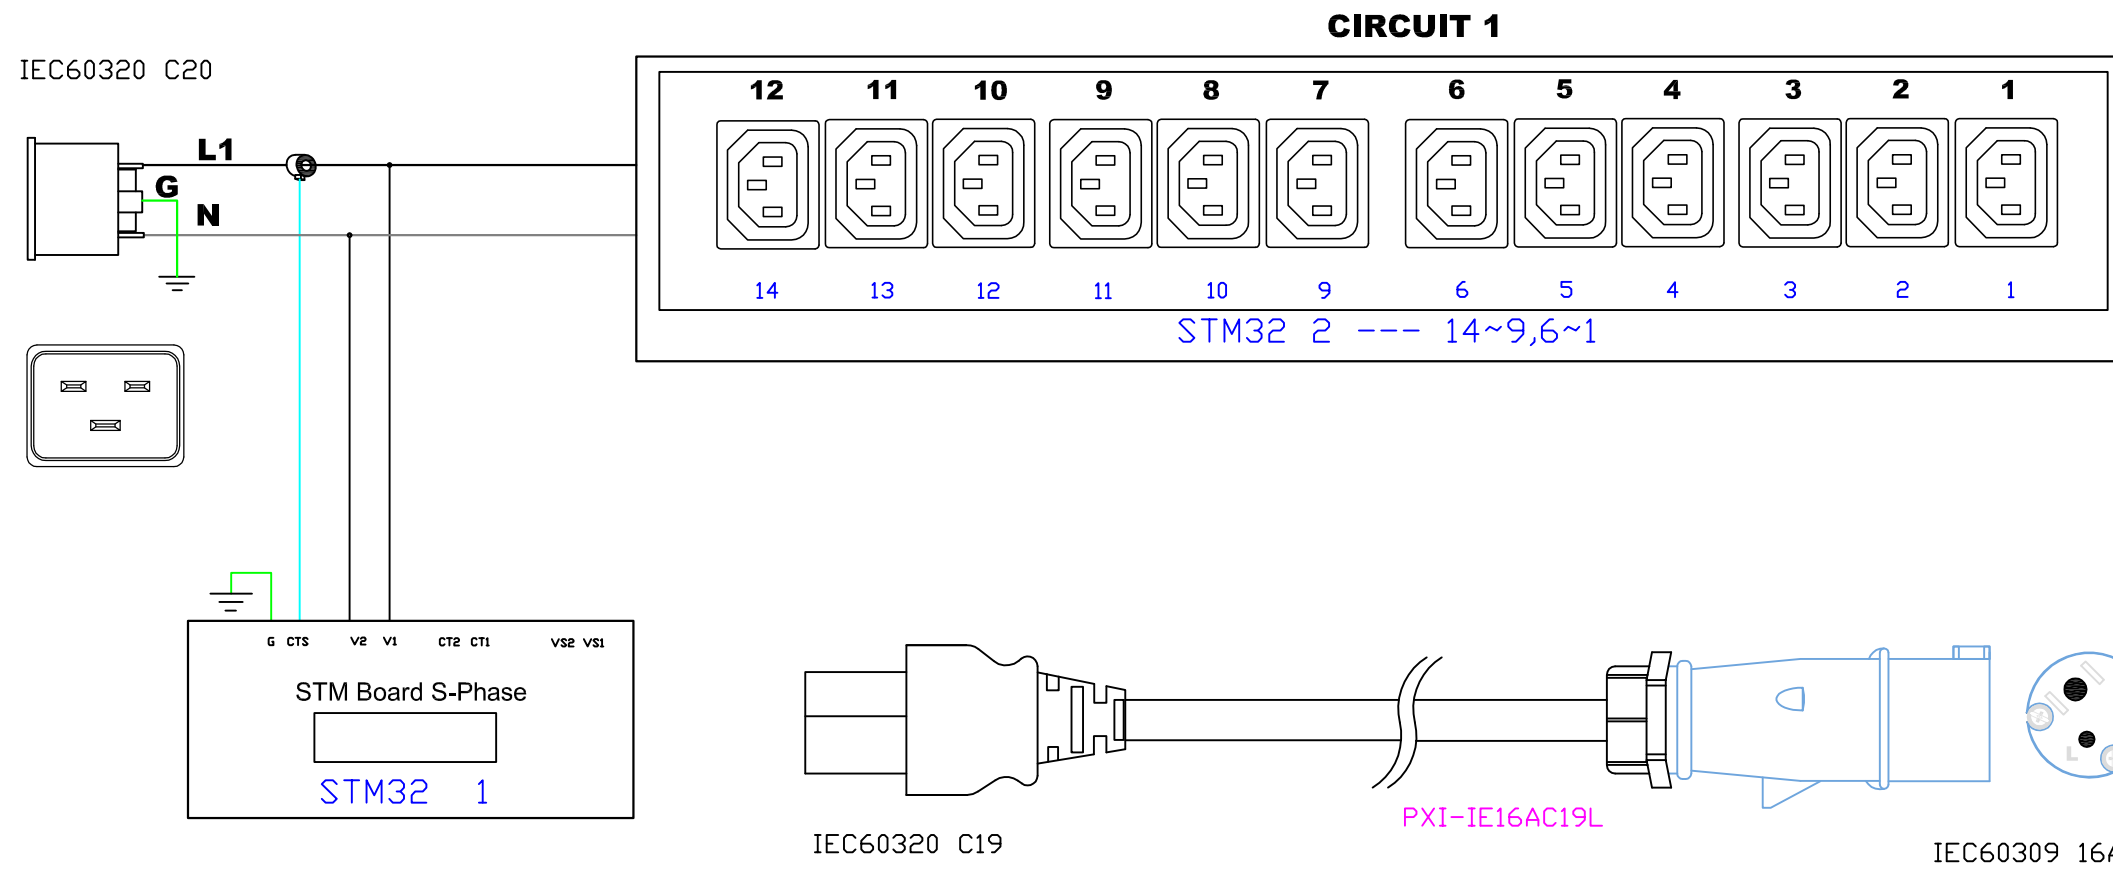 CIRCUIT 1
IEC60320 C20
12 11 10 9 8 7 6 5 4 3 2 1
L1
G
N
14 13 12 11 10 9 6 5 4 3 2 1
STM32 2 --- 14~9,6~1
G CTS V2 V1 CT2 CT1 VS2 VS1
STM Board S-Phase
STM32 1
L
PXI-IE16AC19L
IEC60320 C19
IEC60309 16A